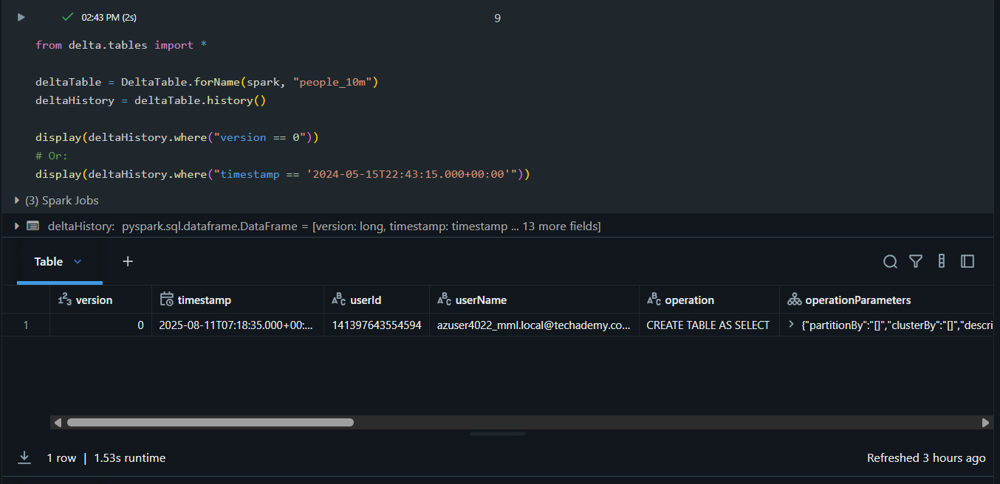 02:43 PM (2s)
9
from delta.tables import *
deltaTable = DeltaTable.forName(spark, "people_10m")
deltaHistory = deltaTable.history()
display(deltaHistory.where("version == 0"))
# Or:
display(deltaHistory.where("timestamp == '2024-05-15T22:43:15.000+00:00'"))
(3) Spark Jobs
deltaHistory: pyspark.sql.dataframe.DataFrame = [version: long, timestamp: timestamp ... 13 more fields]
Table +
123 version timestamp ABC userId ABC userName ABC operation operationParameters
1 0 2025-08-11T07:18:35.000+00:... 141397643554594 azuser4022_mml.local@techademy.co... CREATE TABLE AS SELECT > {"partitionBy":"[]","clusterBy":"[]","descri
1 row | 1.53s runtime Refreshed 3 hours ago